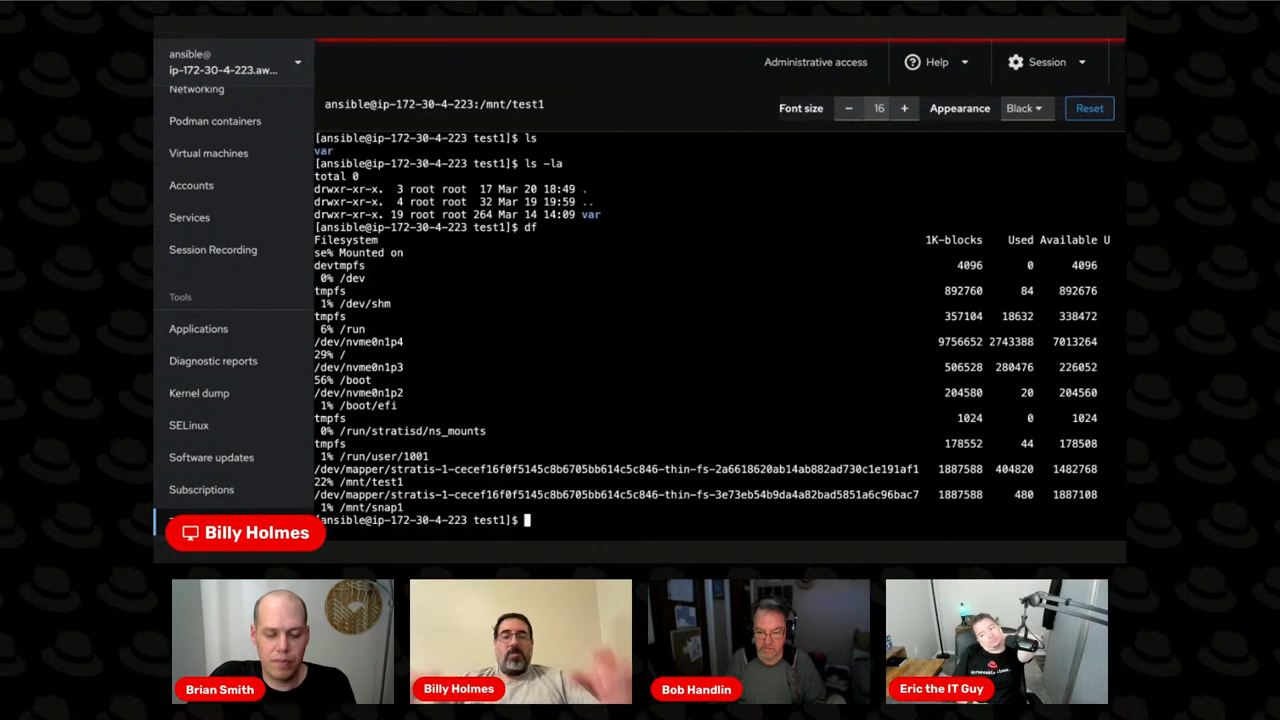 ansible@
ip-172-30-4-223.aw...
Administrative access
Help
Session
Networking
Podman containers
Virtual machines
Accounts
Services
Session Recording
Tools
Applications
Diagnostic reports
Kernel dump
SELinux
Software updates
Subscriptions
ansible@ip-172-30-4-223:/mnt/test1
Font size
16
Appearance
Black
Reset
[ansible@ip-172-30-4-223 test1]$ ls
var
[ansible@ip-172-30-4-223 test1]$ ls -la
total 0
drwxr-xr-x. 3 root root 17 Mar 20 18:49 .
drwxr-xr-x. 4 root root 32 Mar 19 19:59 ..
drwxr-xr-x. 19 root root 264 Mar 14 14:09 var
[ansible@ip-172-30-4-223 test1]$ df
Filesystem 1K-blocks Used Available U
se% Mounted on
devtmpfs 4096 0 4096
0% /dev
tmpfs 892760 84 892676
1% /dev/shm
tmpfs 357104 18632 338472
6% /run
/dev/nvme0n1p4 9756652 2743388 7013264
29% /
/dev/nvme0n1p3 506528 280476 226052
56% /boot
/dev/nvme0n1p2 204580 20 204560
1% /boot/efi
tmpfs 1024 0 1024
0% /run/stratisd/ns_mounts
tmpfs 178552 44 178508
1% /run/user/1001
/dev/mapper/stratis-1-cecef16f0f5145c8b6705bb614c5c846-thin-fs-2a6618620ab14ab882ad730c1e191af1 1887588 404820 1482768
22% /mnt/test1
/dev/mapper/stratis-1-cecef16f0f5145c8b6705bb614c5c846-thin-fs-3e73eb54b9da4a82bad5851a6c96bac7 1887588 480 1887108
1% /mnt/snap1
[ansible@ip-172-30-4-223 test1]$
Billy Holmes
Brian Smith
Billy Holmes
Bob Handlin
Eric the IT Guy